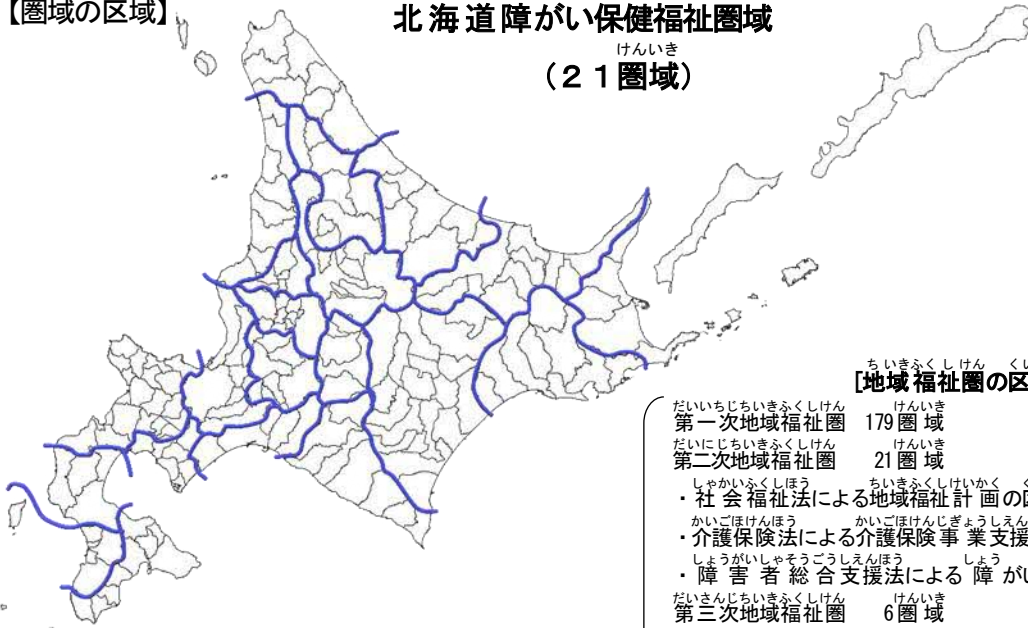 【圏域の区域】
北海道障がい保健福祉圏域
けんいき
(21圏域)
ちいきふくしけん
[地域福祉圏の区
だいいちじちいきふくしけん けんいき
第一次地域福祉圏 179圏域
だいにじちいきふくしけん けんいき
第二次地域福祉圏 21圏域
しゃかいふくしほう ちいきふくしけいかく
・社会福祉法による地域福祉計画の
かいごほけんほう かいごほけんじぎょうしえん
・介護保険法による介護保険事業支援
しょうがいしゃそうごうしえんほう しょう
・障害者総合支援法による障がい
だいさんじちいきふくしけん けんいき
第三次地域福祉圏 6圏域